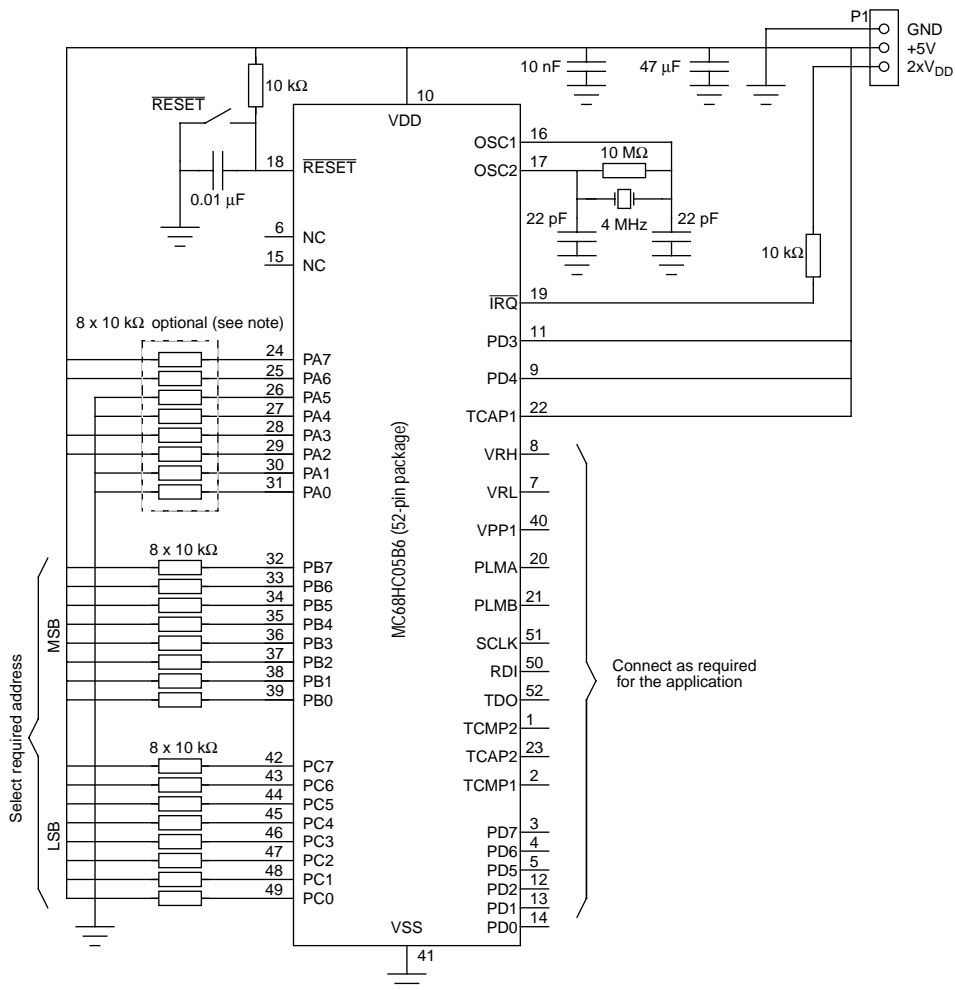 P1
GND
+5V
2xVDD
10 nF
47 µF
10 kΩ
RESET
0.01 µF
10
VDD
18
RESET
6
NC
15
NC
OSC1
16
OSC2
17
10 MΩ
22 pF
4 MHz
22 pF
10 kΩ
IRQ
19
PD3
11
PD4
9
TCAP1
22
8 x 10 kΩ optional (see note)
24
PA7
25
PA6
26
PA5
27
PA4
28
PA3
29
PA2
30
PA1
31
PA0
MC68HC05B6 (52-pin package)
VRH
8
VRL
7
VPP1
40
PLMA
20
PLMB
21
SCLK
51
RDI
50
TDO
52
TCMP2
1
TCAP2
23
TCMP1
2
PD7
3
PD6
4
PD5
5
PD2
12
PD1
13
PD0
14
Connect as required
for the application
8 x 10 kΩ
32
PB7
33
PB6
34
PB5
35
PB4
36
PB3
37
PB2
38
PB1
39
PB0
Select required address
MSB
LSB
8 x 10 kΩ
42
PC7
43
PC6
44
PC5
45
PC4
46
PC3
47
PC2
48
PC1
49
PC0
VSS
41